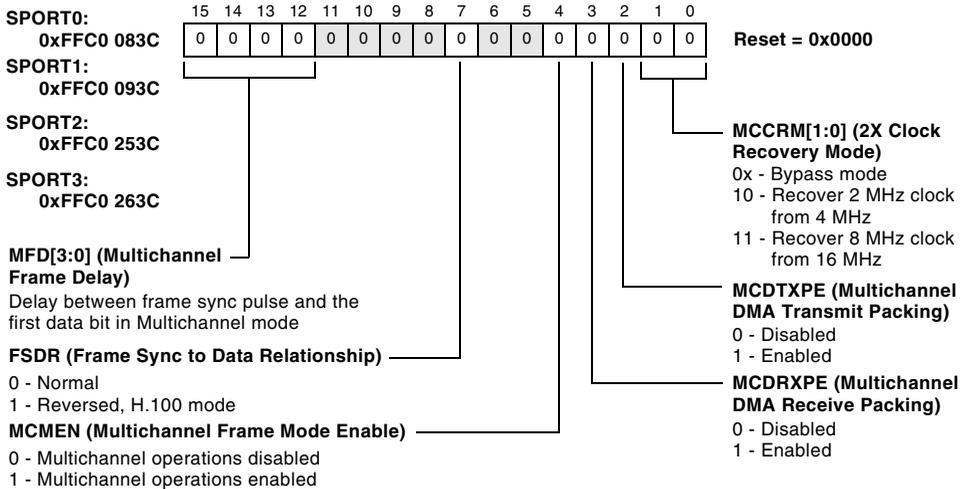 15 14 13 12 11 10 9 8 7 6 5 4 3 2 1 0
SPORT0:
0xFFC0 083C
0 0 0 0 0 0 0 0 0 0 0 0 0 0 0 0
Reset = 0x0000
SPORT1:
0xFFC0 093C
SPORT2:
0xFFC0 253C
SPORT3:
0xFFC0 263C
MFD[3:0] (Multichannel
Frame Delay)
Delay between frame sync pulse and the
first data bit in Multichannel mode
FSDR (Frame Sync to Data Relationship)
0 - Normal
1 - Reversed, H.100 mode
MCMEN (Multichannel Frame Mode Enable)
0 - Multichannel operations disabled
1 - Multichannel operations enabled
MCCRM[1:0] (2X Clock
Recovery Mode)
0x - Bypass mode
10 - Recover 2 MHz clock
from 4 MHz
11 - Recover 8 MHz clock
from 16 MHz
MCDTXPE (Multichannel
DMA Transmit Packing)
0 - Disabled
1 - Enabled
MCDRXPE (Multichannel
DMA Receive Packing)
0 - Disabled
1 - Enabled